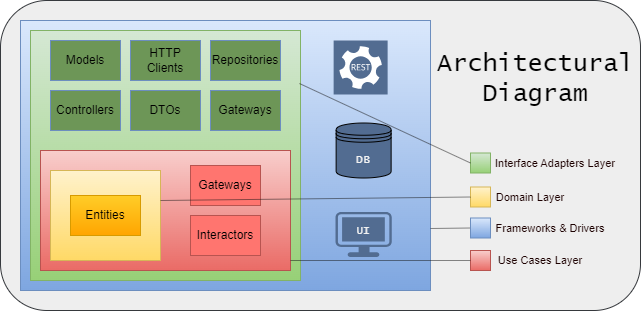 Architectural
Diagram
Models
HTTP
Clients
Repositories
REST
Controllers
DTOs
Gateways
DB
Interface Adapters Layer
Gateways
Domain Layer
Entities
Interactors
UI
Frameworks & Drivers
Use Cases Layer